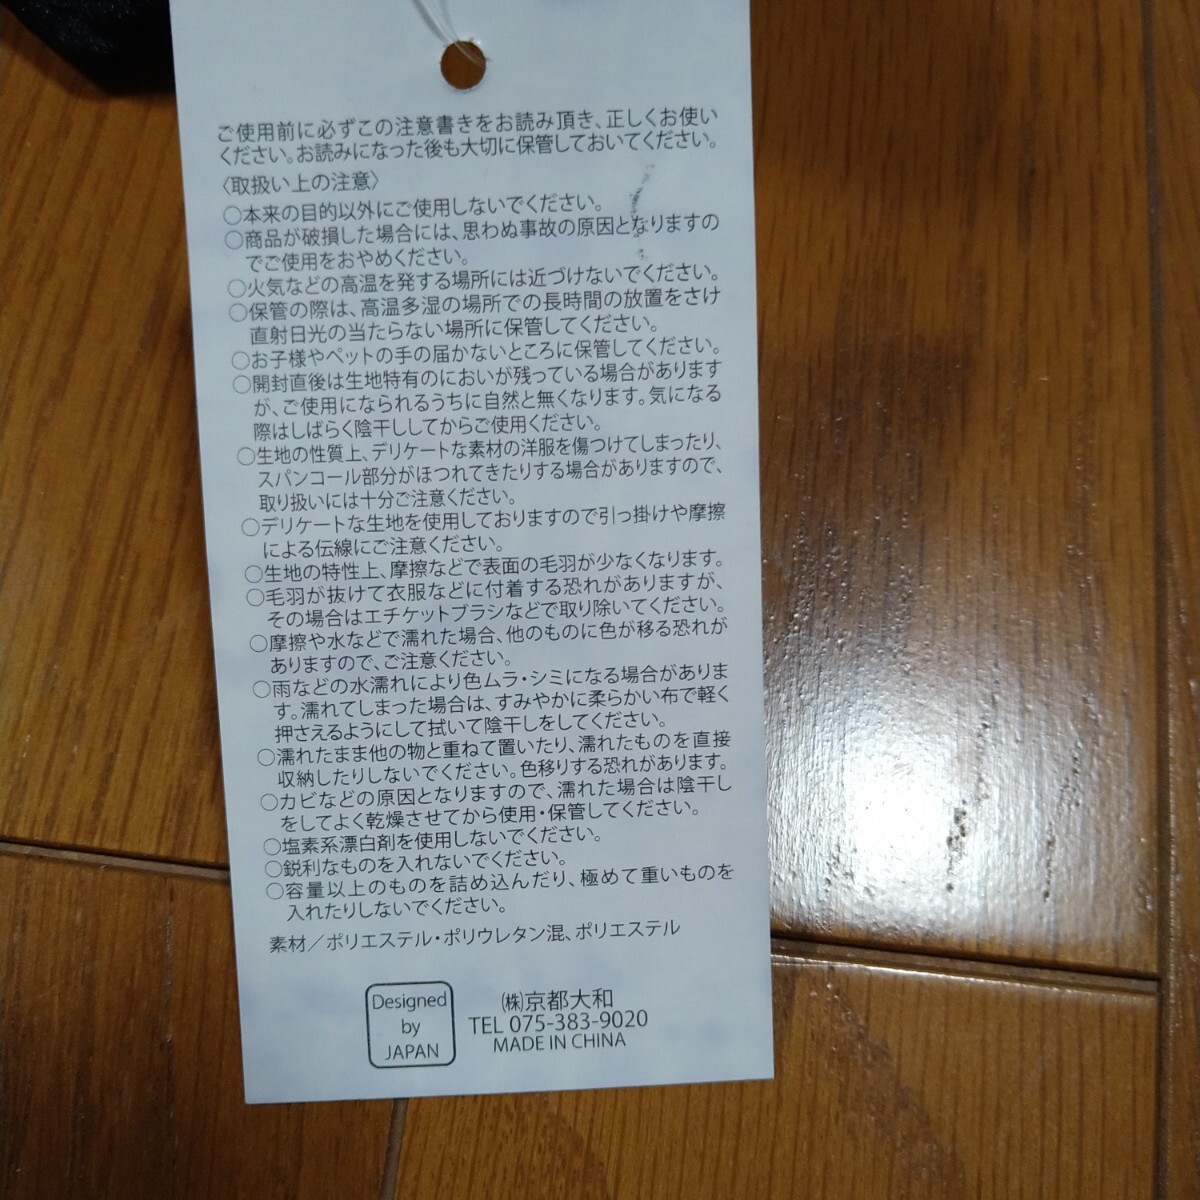 ご使用前に必ずこの注意書きをお読み頂き、正しくお使い
ください。お読みになった後も大切に保管しておいてください。
〈取扱い上の注意〉
○本来の目的以外にご使用しないでください。
○商品が破損した場合には、思わぬ事故の原因となりますの
でご使用をおやめください。
○火気などの高温を発する場所には近づけないでください。
○保管の際は、高温多湿の場所での長時間の放置をさけ
直射日光の当たらない場所に保管してください。
○お子様やペットの手の届かないところに保管してください。
○開封直後は生地特有のにおいが残っている場合があります
が、ご使用になられるうちに自然と無くなります。気になる
際はしばらく陰干ししてからご使用ください。
○生地の性質上、デリケートな素材の洋服を傷つけてしまったり、
スパンコール部分がほつれてきたりする場合がありますので、
取り扱いには十分ご注意ください。
○デリケートな生地を使用しておりますので引っ掛けや摩擦
による伝線にご注意ください。
○生地の特性上、摩擦などで表面の毛羽が少なくなります。
○毛羽が抜けて衣服などに付着する恐れがありますが、
その場合はエチケットブラシなどで取り除いてください。
○摩擦や水などで濡れた場合、他のものに色が移る恐れが
ありますので、ご注意ください。
○雨などの水濡れにより色ムラ・シミになる場合がありま
す。濡れてしまった場合は、すみやかに柔らかい布で軽く
押さえるようにして拭いて陰干しをしてください。
○濡れたまま他の物と重ねて置いたり、濡れたものを直接
収納したりしないでください。色移りする恐れがあります。
○カビなどの原因となりますので、濡れた場合は陰干し
をしてよく乾燥させてから使用・保管してください。
○塩素系漂白剤を使用しないでください。
○鋭利なものを入れないでください。
○容量以上のものを詰め込んだり、極めて重いものを
入れたりしないでください。
素材／ポリエステル・ポリウレタン混、ポリエステル
Designed
by
JAPAN
㈱京都大和
TEL 075-383-9020
MADE IN CHINA